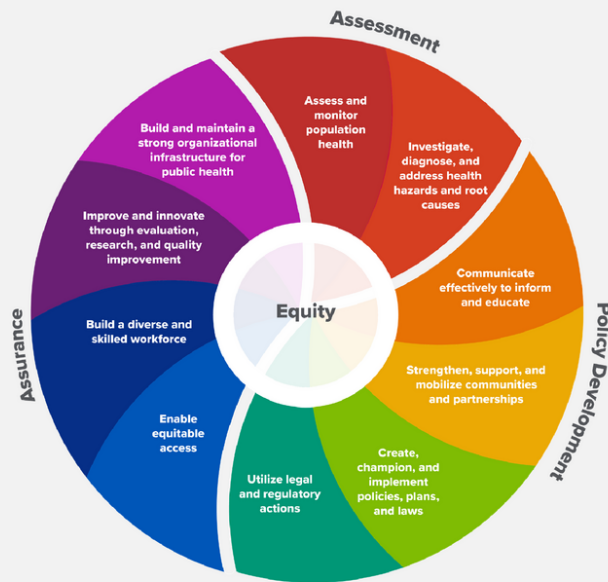 Assessment
Assess and
monitor
population
health
Investigate,
diagnose, and
address health
hazards and root
causes
Policy Development
Communicate
effectively to inform
and educate
Strengthen, support, and
mobilize communities
and partnerships
Create,
champion, and
implement
policies, plans,
and laws
Utilize legal
and regulatory
actions
Assurance
Enable
equitable
access
Build a diverse and
skilled workforce
Improve and innovate
through evaluation,
research, and quality
improvement
Build and maintain a
strong organizational
infrastructure for
public health
Equity